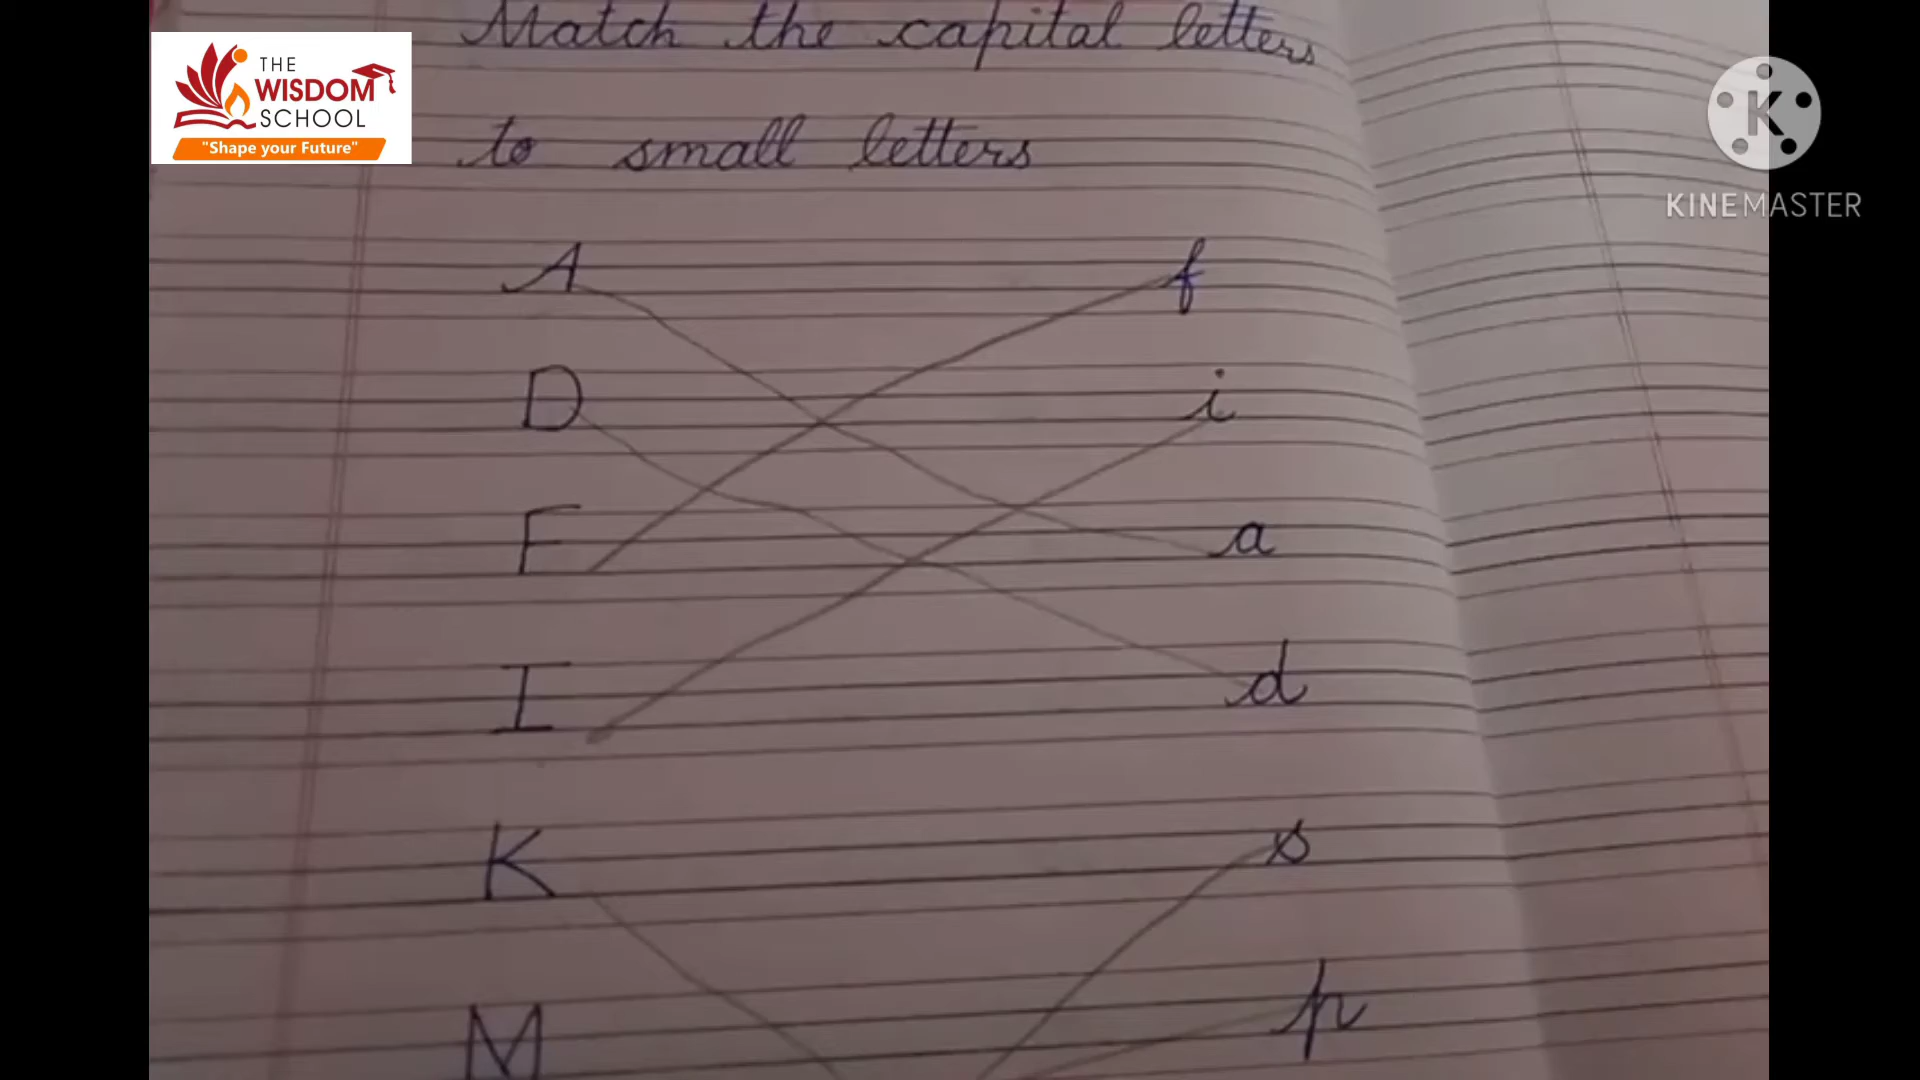 Match the capital letters
THE
WISDOM
SCHOOL
"Shape your Future"
K
KINEMASTER
to small letters
A f
D i
F a
I d
K s
M p